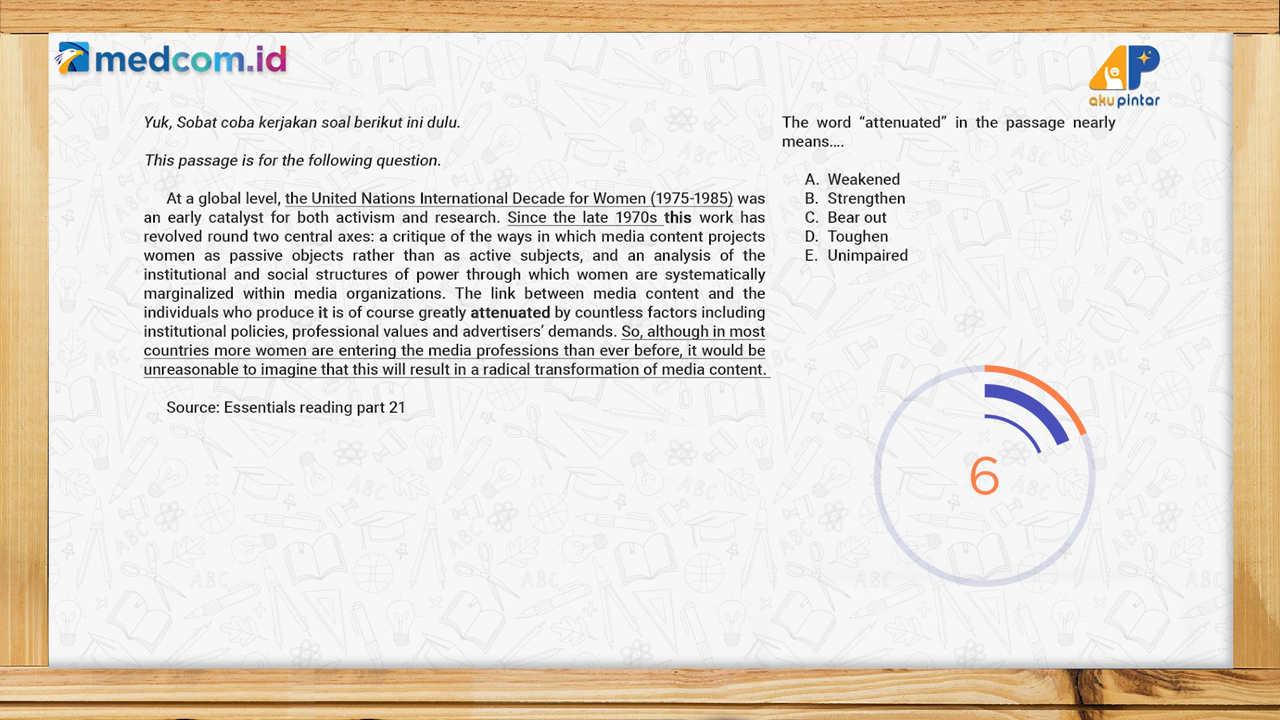 medcom.id
aku pintar
Yuk, Sobat coba kerjakan soal berikut ini dulu.
This passage is for the following question.
At a global level, the United Nations International Decade for Women (1975-1985) was
an early catalyst for both activism and research. Since the late 1970s this work has
revolved round two central axes: a critique of the ways in which media content projects
women as passive objects rather than as active subjects, and an analysis of the
institutional and social structures of power through which women are systematically
marginalized within media organizations. The link between media content and the
individuals who produce it is of course greatly attenuated by countless factors including
institutional policies, professional values and advertisers' demands. So, although in most
countries more women are entering the media professions than ever before, it would be
unreasonable to imagine that this will result in a radical transformation of media content.
Source: Essentials reading part 21
The word “attenuated” in the passage nearly
means....
A. Weakened
B. Strengthen
C. Bear out
D. Toughen
E. Unimpaired
6